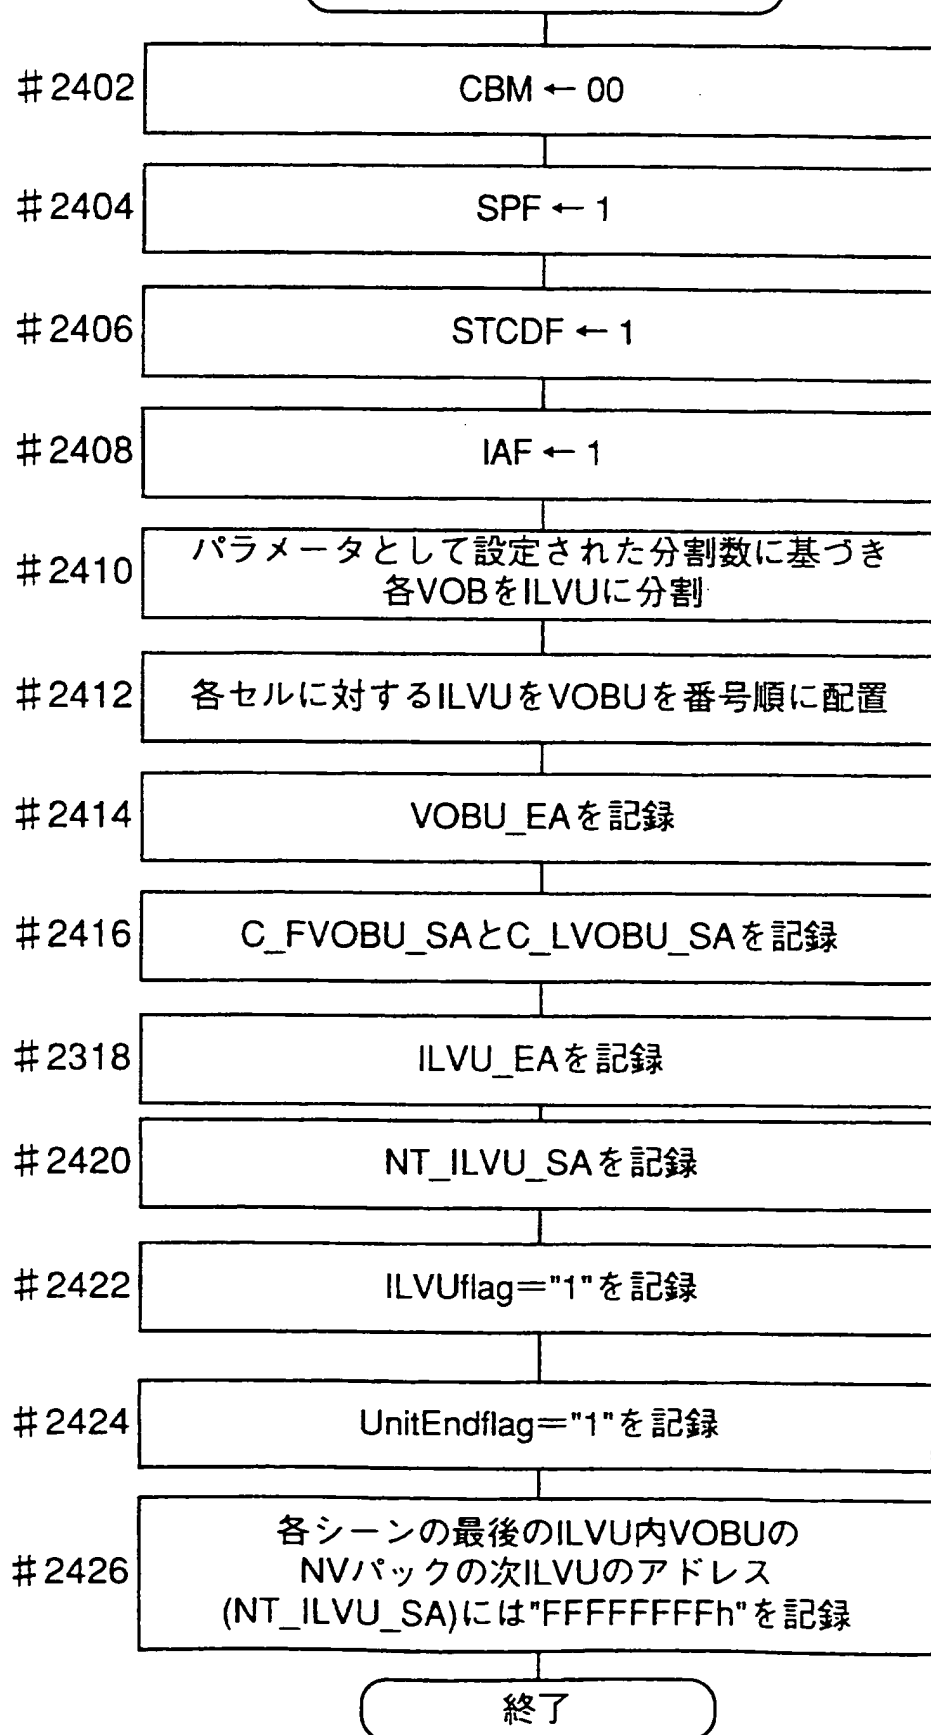 #2402 CBM ← 00
#2404 SPF ← 1
#2406 STCDF ← 1
#2408 IAF ← 1
#2410 パラメータとして設定された分割数に基づき
各VOBをILVUに分割
#2412 各セルに対するILVUをVOBUを番号順に配置
#2414 VOBU_EAを記録
#2416 C_FVOBU_SAとC_LVOBU_SAを記録
#2318 ILVU_EAを記録
#2420 NT_ILVU_SAを記録
#2422 ILVUflag="1"を記録
#2424 UnitEndflag="1"を記録
#2426 各シーンの最後のILVU内VOBUの
NVパックの次ILVUのアドレス
(NT_ILVU_SA)には"FFFFFFFFh"を記録
終了